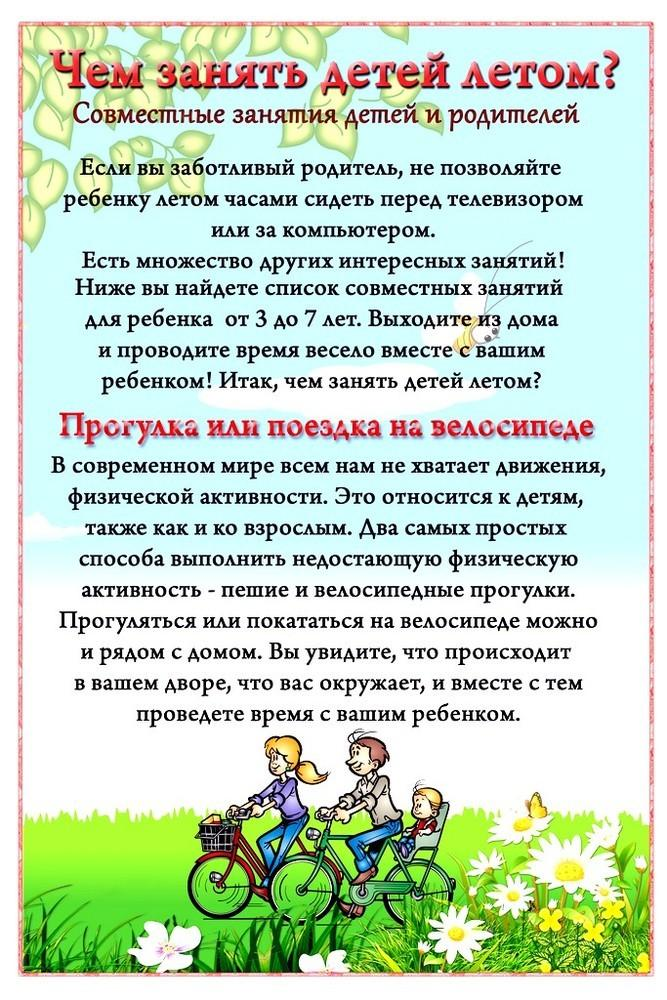 Чем занять детей летом?
Совместные занятия детей и родителей
Если вы заботливый родитель, не позволяйте
ребенку летом часами сидеть перед телевизором
или за компьютером.
Есть множество других интересных занятий!
Ниже вы найдете список совместных занятий
для ребенка от 3 до 7 лет. Выходите из дома
и проводите время весело вместе с вашим
ребенком! Итак, чем занять детей летом?
Прогулка или поездка на велосипеде
В современном мире всем нам не хватает движения,
физической активности. Это относится к детям,
также как и ко взрослым. Два самых простых
способа выполнить недостающую физическую
активность - пешие и велосипедные прогулки.
Прогуляться или покататься на велосипеде можно
и рядом с домом. Вы увидите, что происходит
в вашем дворе, что вас окружает, и вместе с тем
проведете время с вашим ребенком.